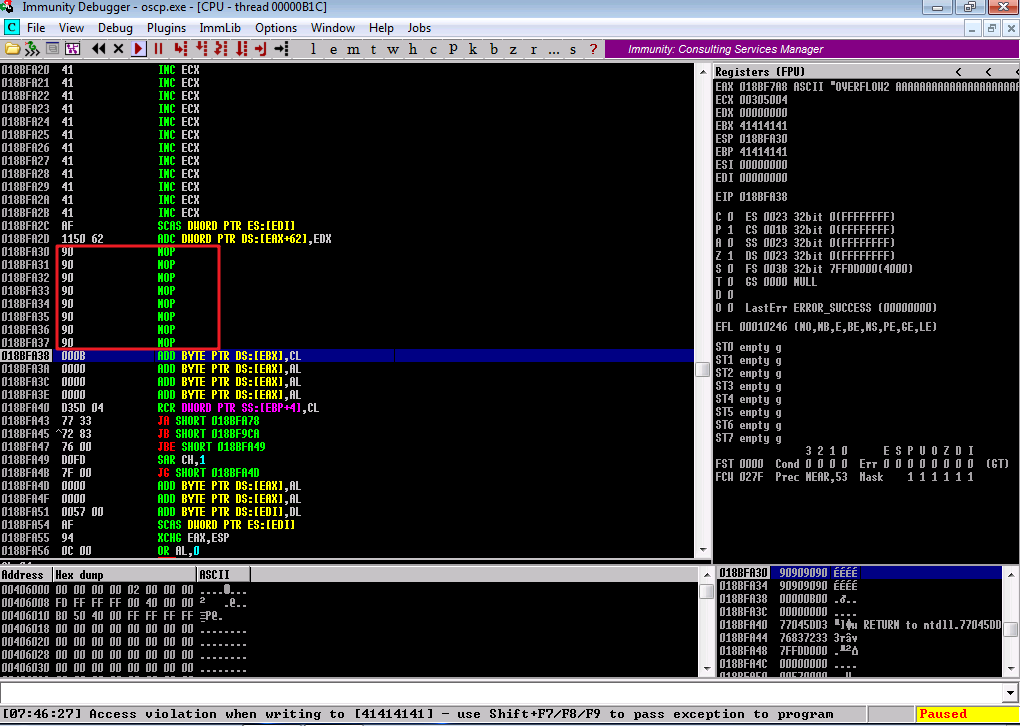 Immunity Debugger - oscp.exe - [CPU - thread 00000B1C]
C File View Debug Plugins ImmLib Options Window Help Jobs
l e m t w h c P k b z r ... s ? Immunity: Consulting Services Manager
018BFA20 41 INC ECX
018BFA21 41 INC ECX
018BFA22 41 INC ECX
018BFA23 41 INC ECX
018BFA24 41 INC ECX
018BFA25 41 INC ECX
018BFA26 41 INC ECX
018BFA27 41 INC ECX
018BFA28 41 INC ECX
018BFA29 41 INC ECX
018BFA2A 41 INC ECX
018BFA2B 41 INC ECX
018BFA2C AF SCAS DWORD PTR ES:[EDI]
018BFA2D 1150 62 ADC DWORD PTR DS:[EAX+62],EDX
018BFA30 90 NOP
018BFA31 90 NOP
018BFA32 90 NOP
018BFA33 90 NOP
018BFA34 90 NOP
018BFA35 90 NOP
018BFA36 90 NOP
018BFA37 90 NOP
018BFA38 000B ADD BYTE PTR DS:[EBX],CL
018BFA3A 0000 ADD BYTE PTR DS:[EAX],AL
018BFA3C 0000 ADD BYTE PTR DS:[EAX],AL
018BFA3E 0000 ADD BYTE PTR DS:[EAX],AL
018BFA40 D35D 04 RCR DWORD PTR SS:[EBP+4],CL
018BFA43 77 33 JA SHORT 018BFA78
018BFA45 ^72 83 JB SHORT 018BF9CA
018BFA47 76 00 JBE SHORT 018BFA49
018BFA49 D0FD SAR CH,1
018BFA4B 7F 00 JG SHORT 018BFA4D
018BFA4D 0000 ADD BYTE PTR DS:[EAX],AL
018BFA4F 0000 ADD BYTE PTR DS:[EAX],AL
018BFA51 0057 00 ADD BYTE PTR DS:[EDI],DL
018BFA54 AF SCAS DWORD PTR ES:[EDI]
018BFA55 94 XCHG EAX,ESP
018BFA56 0C 00 OR AL,0
Registers (FPU) < < <
EAX 018BF7A8 ASCII "OVERFLOW2 AAAAAAAAAAAAAAAAAAAAA
ECX 00305004
EDX 00000000
EBX 41414141
ESP 018BFA30
EBP 41414141
ESI 00000000
EDI 00000000
EIP 018BFA38
C 0 ES 0023 32bit 0(FFFFFFFF)
P 1 CS 001B 32bit 0(FFFFFFFF)
A 0 SS 0023 32bit 0(FFFFFFFF)
Z 1 DS 0023 32bit 0(FFFFFFFF)
S 0 FS 003B 32bit 7FFDD000(4000)
T 0 GS 0000 NULL
D 0
O 0 LastErr ERROR_SUCCESS (00000000)
EFL 00010246 (NO,NB,E,BE,NS,PE,GE,LE)
ST0 empty g
ST1 empty g
ST2 empty g
ST3 empty g
ST4 empty g
ST5 empty g
ST6 empty g
ST7 empty g
3 2 1 0 E S P U O Z D I
FST 0000 Cond 0 0 0 0 Err 0 0 0 0 0 0 0 0 (GT)
FCW 027F Prec NEAR,53 Mask 1 1 1 1 1 1
Address Hex dump ASCII
00406000 00 00 00 00 02 00 00 00
00406008 FD FF FF FF 00 40 00 00
00406010 B0 50 40 00 FF FF FF FF
00406018 00 00 00 00 00 00 00 00 ........
00406020 00 00 00 00 00 00 00 00 ........
00406028 00 00 00 00 00 00 00 00 ........
00406030 00 00 00 00 00 00 00 00 ........
018BFA30 90909090 ÉÉÉÉ
018BFA34 90909090 ÉÉÉÉ
018BFA38 00000B00 .♂..
018BFA3C 00000000 ....
018BFA40 77045DD3 RETURN to ntdll.77045DD
018BFA44 76837233 3râv
018BFA48 7FFDD000
018BFA4C 00000000 ....
[07:46:27] Access violation when writing to [41414141] - use Shift+F7/F8/F9 to pass exception to program Paused